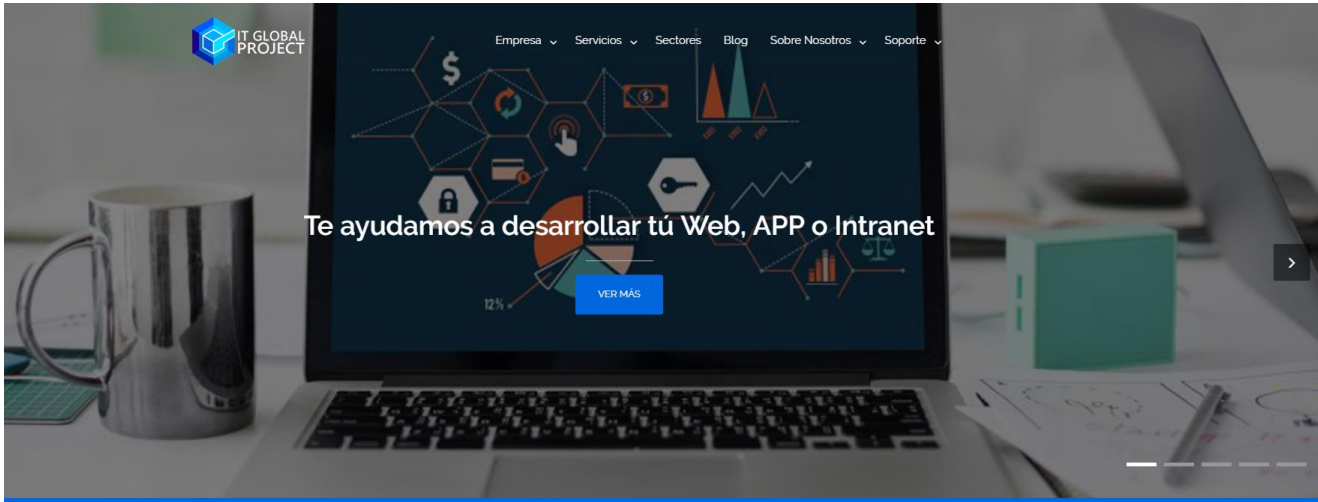 IT GLOBAL
PROJECT
Empresa
Servicios
Sectores
Blog
Sobre Nosotros
Soporte
$
$
Te ayudamos a desarrollar tú Web, APP o Intranet
12%
VER MÁS